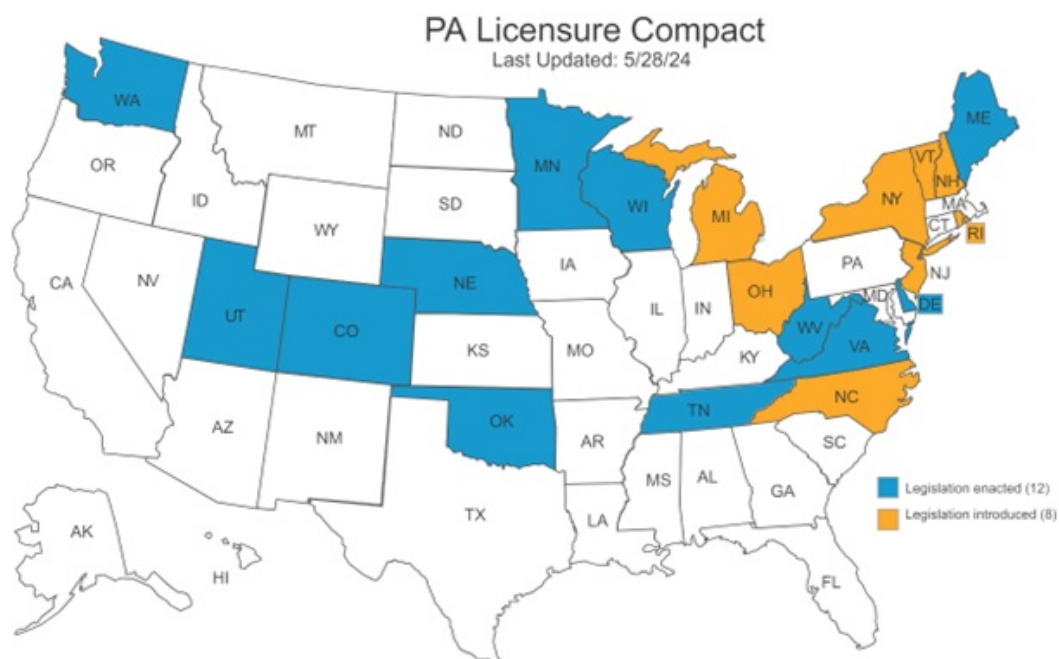 PA Licensure Compact
Last Updated: 5/28/24
WA
MT
ND
MN
ME
OR
ID
SD
WI
MI
VT
NH
NY
MA
CT
RI
WY
IA
PA
NJ
CA
NV
NE
OH
MD
DE
UT
CO
IL
IN
WV
VA
KS
MO
KY
AZ
NM
OK
AR
TN
NC
SC
MS
AL
GA
Legislation enacted (12)
Legislation introduced (8)
TX
LA
AK
HI
FL